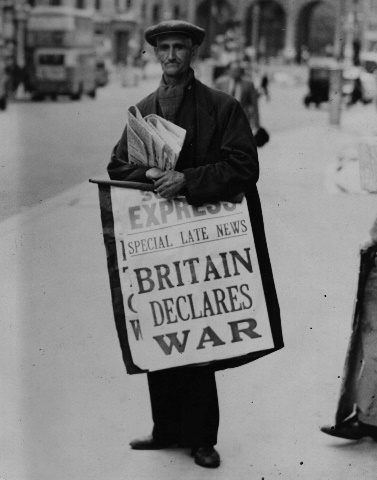 EXPRESS
SPECIAL LATE NEWS
BRITAIN
DECLARES
WAR